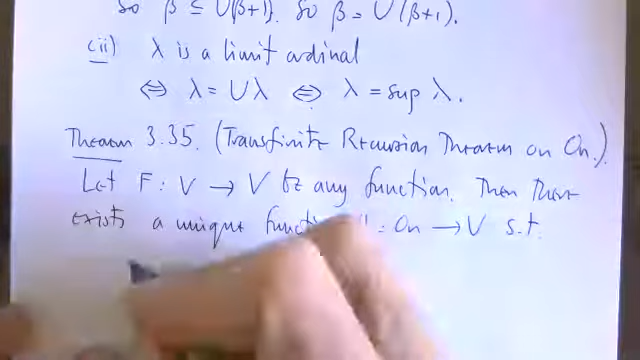 So β ⊆ ∪(β+1). So β = ∪(β+1).
(ii) λ is a limit ordinal
⇔ λ = ∪λ ⇔ λ = sup λ.
Theorem 3.35. (Transfinite Recursion Theorem on On.)
Let F : V → V be any function. Then there
exists a unique : On → V s.t.